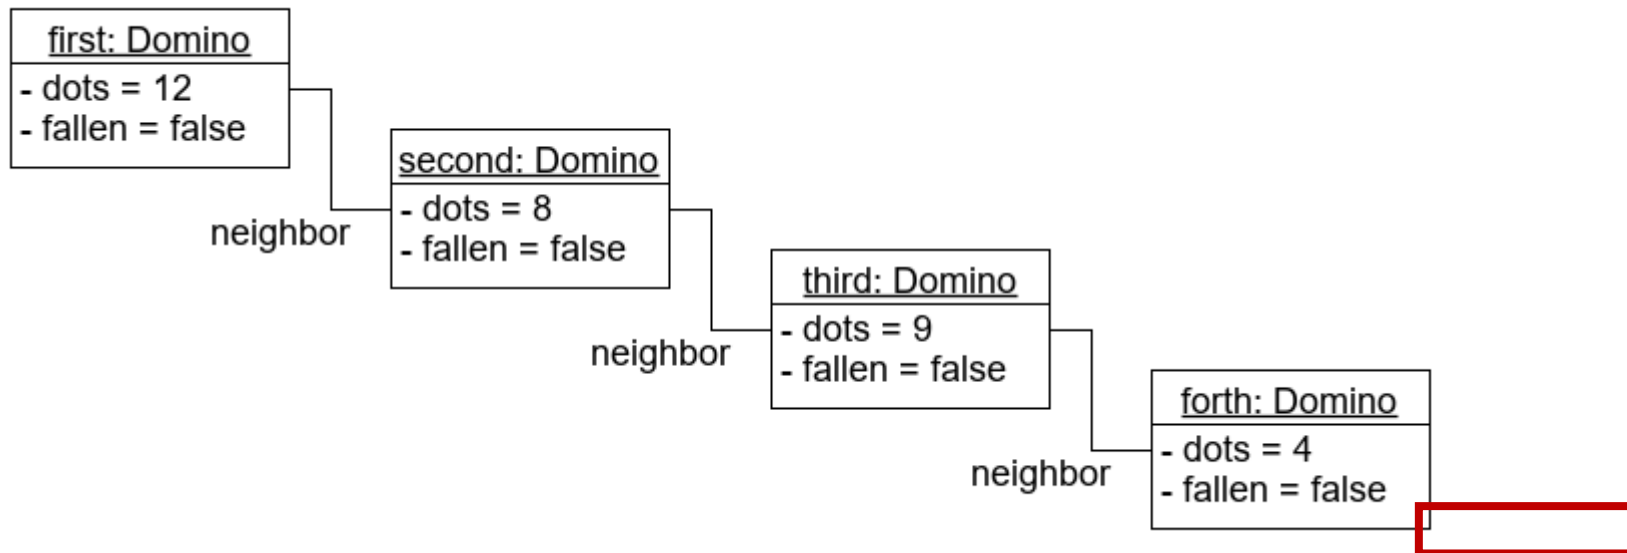 first: Domino
- dots = 12
- fallen = false
second: Domino
- dots = 8
- fallen = false
neighbor
third: Domino
- dots = 9
- fallen = false
neighbor
forth: Domino
- dots = 4
- fallen = false
neighbor